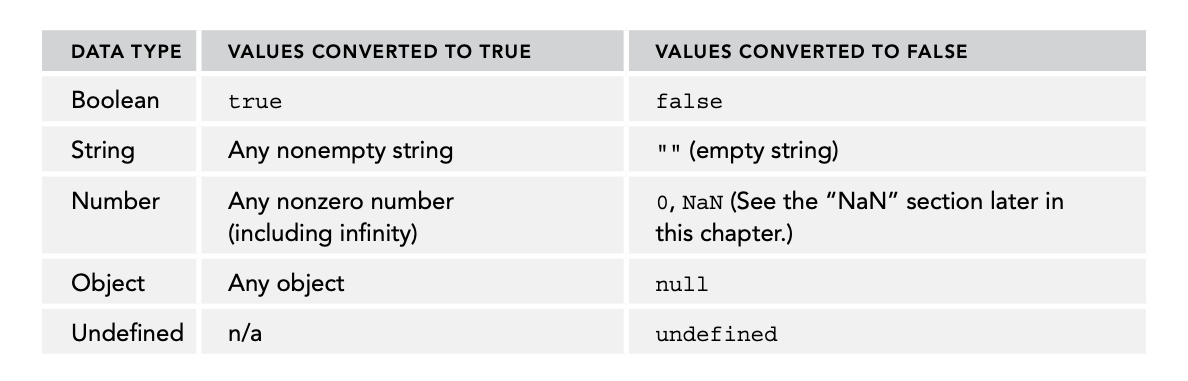 DATA TYPE VALUES CONVERTED TO TRUE VALUES CONVERTED TO FALSE
Boolean true false
String Any nonempty string "" (empty string)
Number Any nonzero number 0, NaN (See the “NaN” section later in
(including infinity) this chapter.)
Object Any object null
Undefined n/a undefined